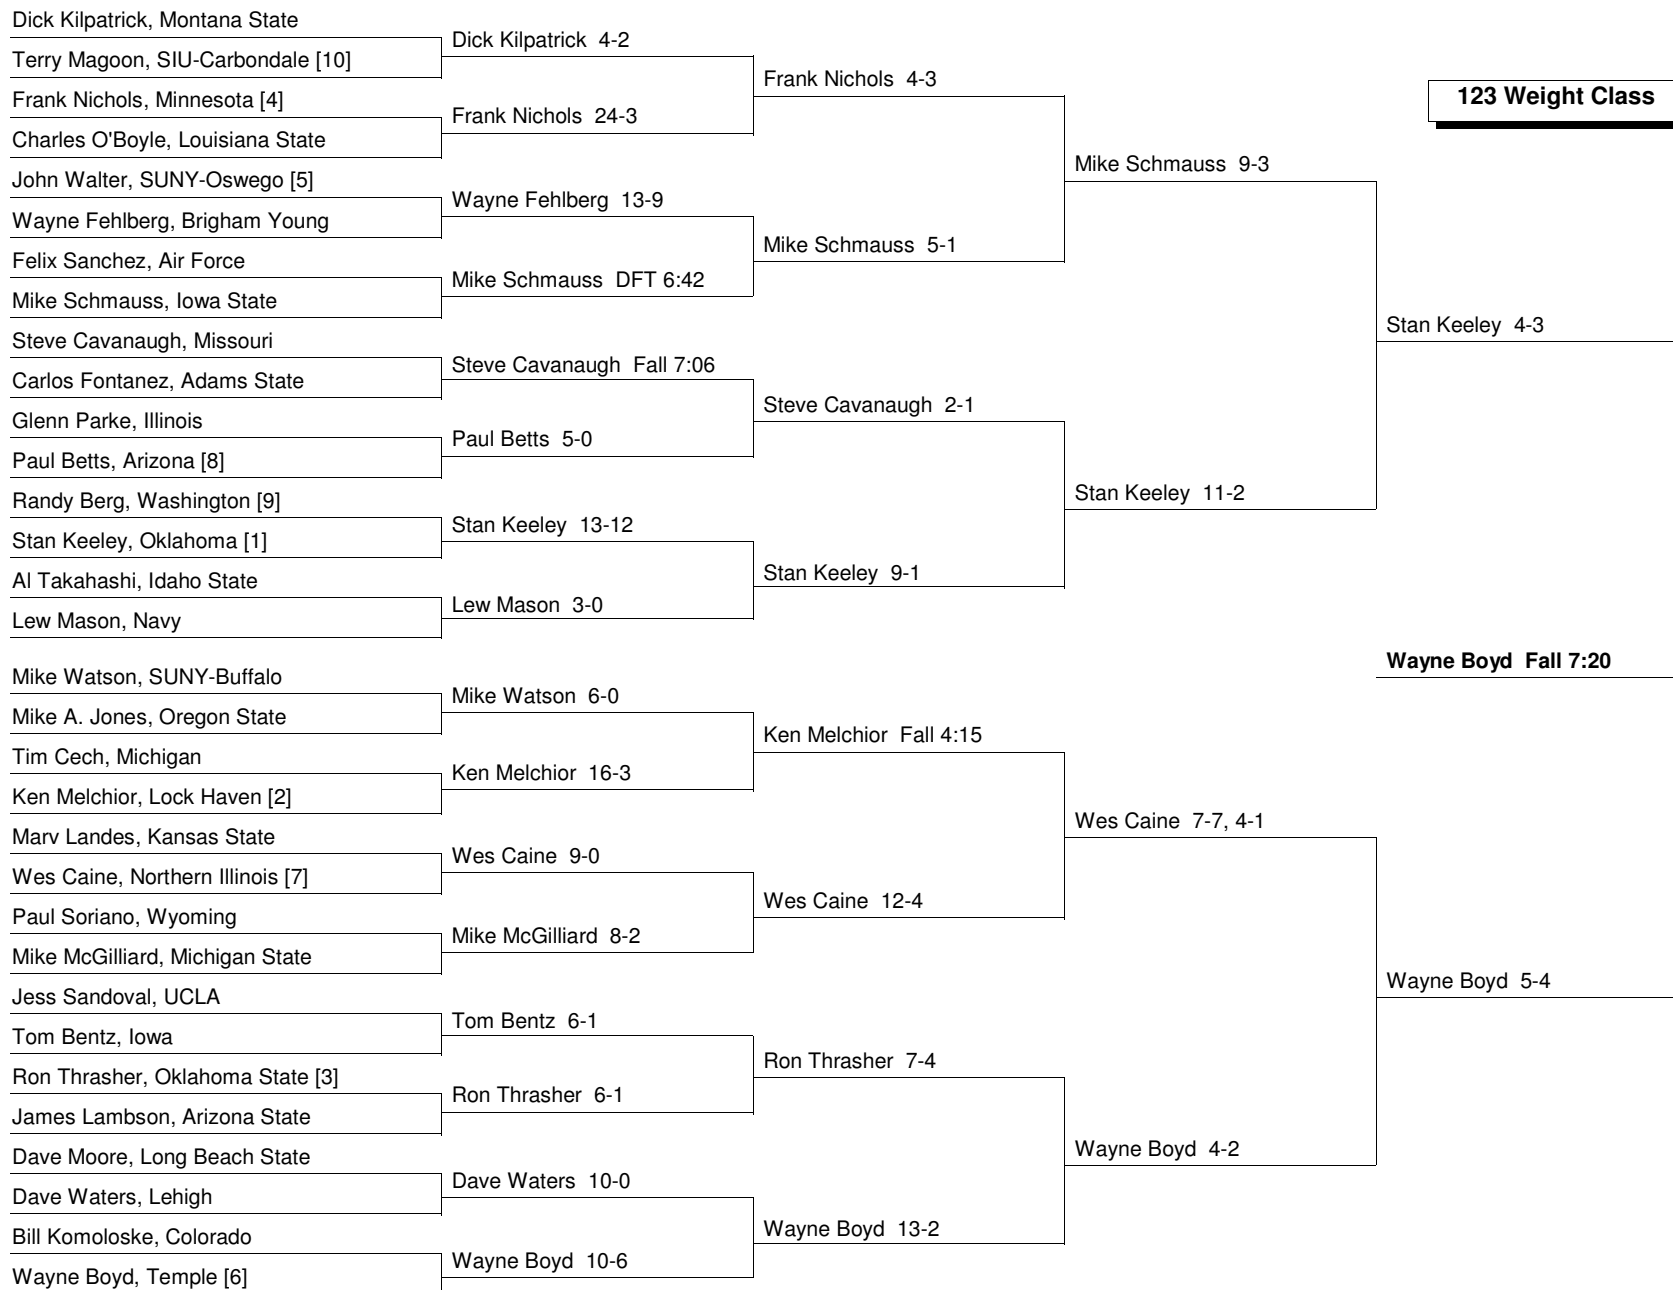 Dick Kilpatrick, Montana State
Terry Magoon, SIU-Carbondale [10]
Frank Nichols, Minnesota [4]
Charles O'Boyle, Louisiana State
John Walter, SUNY-Oswego [5]
Wayne Fehlberg, Brigham Young
Felix Sanchez, Air Force
Mike Schmauss, Iowa State
Steve Cavanaugh, Missouri
Carlos Fontanez, Adams State
Glenn Parke, Illinois
Paul Betts, Arizona [8]
Randy Berg, Washington [9]
Stan Keeley, Oklahoma [1]
Al Takahashi, Idaho State
Lew Mason, Navy
Mike Watson, SUNY-Buffalo
Mike A. Jones, Oregon State
Tim Cech, Michigan
Ken Melchior, Lock Haven [2]
Marv Landes, Kansas State
Wes Caine, Northern Illinois [7]
Paul Soriano, Wyoming
Mike McGilliard, Michigan State
Jess Sandoval, UCLA
Tom Bentz, Iowa
Ron Thrasher, Oklahoma State [3]
James Lambson, Arizona State
Dave Moore, Long Beach State
Dave Waters, Lehigh
Bill Komoloske, Colorado
Wayne Boyd, Temple [6]
Dick Kilpatrick 4-2
Frank Nichols 24-3
Wayne Fehlberg 13-9
Mike Schmauss DFT 6:42
Steve Cavanaugh Fall 7:06
Paul Betts 5-0
Stan Keeley 13-12
Lew Mason 3-0
Mike Watson 6-0
Ken Melchior 16-3
Wes Caine 9-0
Mike McGilliard 8-2
Tom Bentz 6-1
Ron Thrasher 6-1
Dave Waters 10-0
Wayne Boyd 10-6
Frank Nichols 4-3
Mike Schmauss 5-1
Steve Cavanaugh 2-1
Stan Keeley 9-1
Ken Melchior Fall 4:15
Wes Caine 12-4
Ron Thrasher 7-4
Wayne Boyd 13-2
Mike Schmauss 9-3
Stan Keeley 11-2
Wes Caine 7-7, 4-1
Wayne Boyd 4-2
123 Weight Class
Stan Keeley 4-3
Wayne Boyd Fall 7:20
Wayne Boyd 5-4